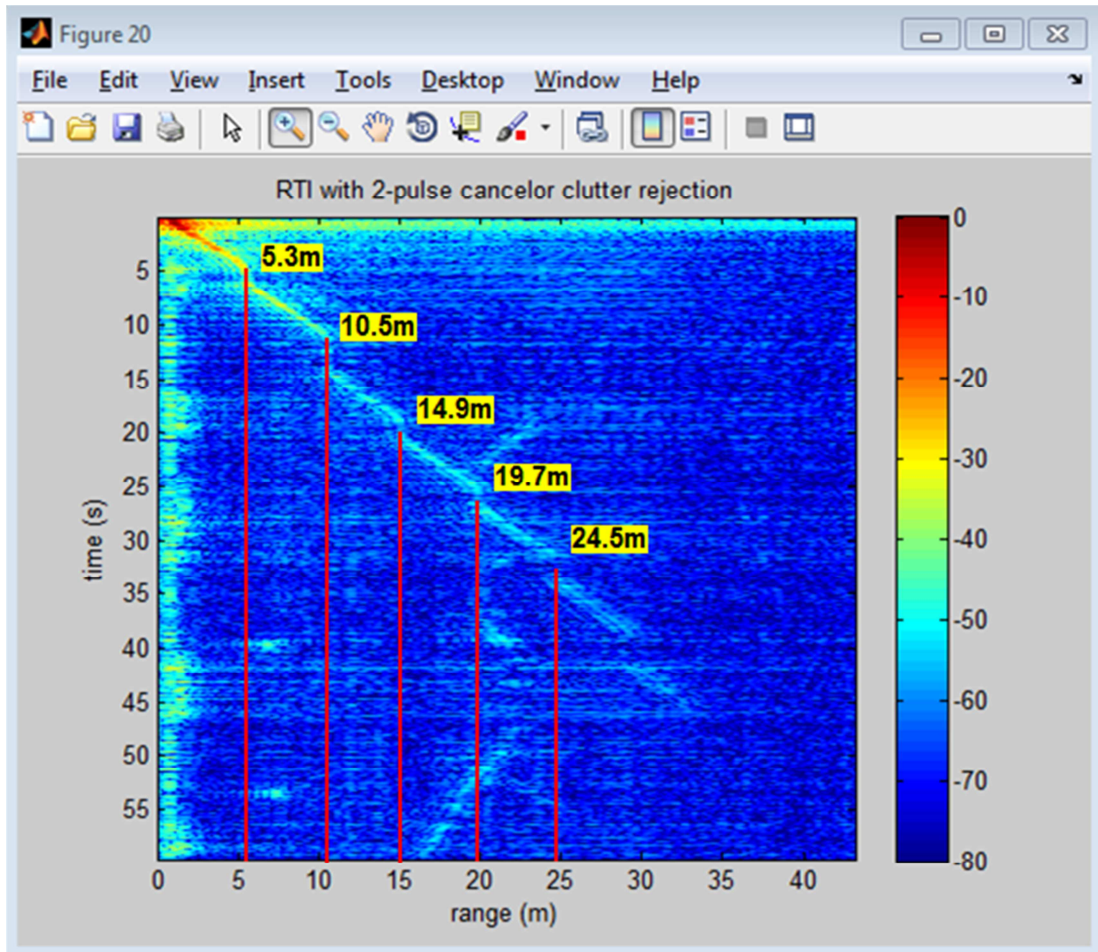 Figure 20
File Edit View Insert Tools Desktop Window Help
RTI with 2-pulse cancelor clutter rejection
5.3m
10.5m
14.9m
19.7m
24.5m
time (s)
5
10
15
20
25
30
35
40
45
50
55
0 5 10 15 20 25 30 35 40
range (m)
0
-10
-20
-30
-40
-50
-60
-70
-80